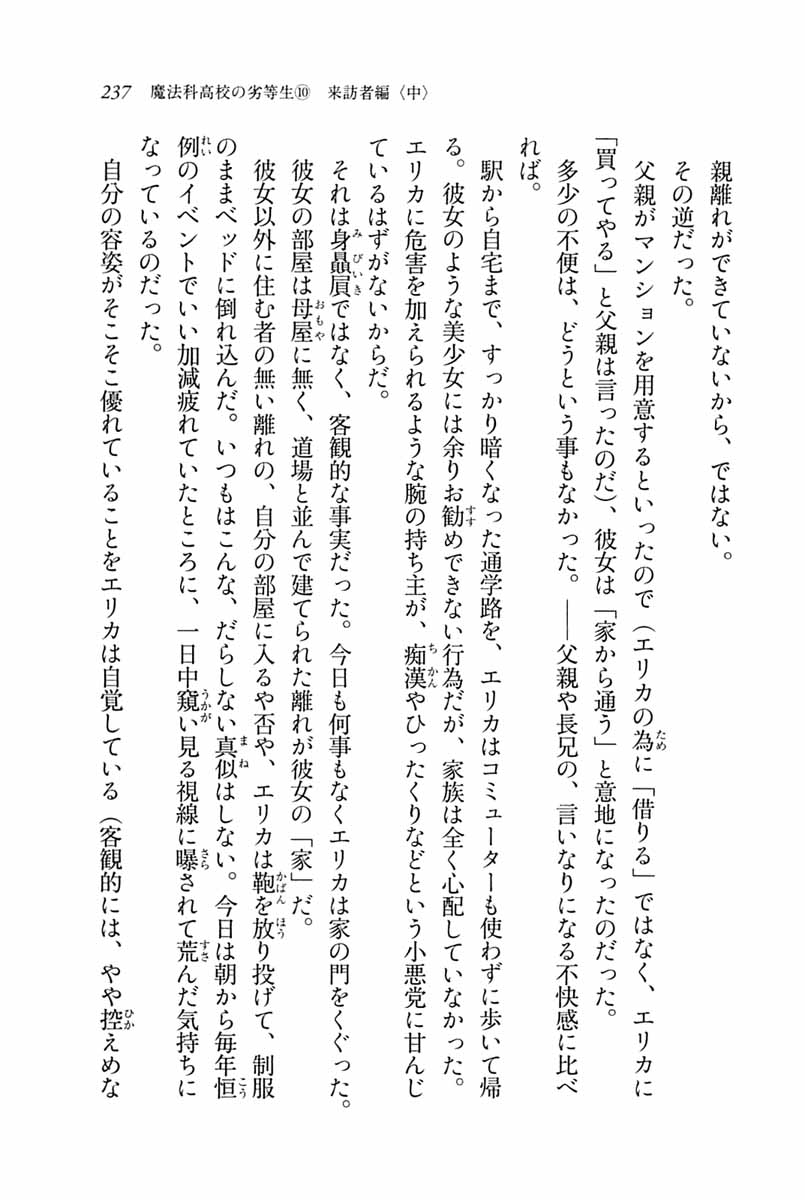 237 魔法科高校の劣等生⑩ 来訪者編〈中〉
親離れができていないから、ではない。
その逆だった。
父親がマンションを用意するといったので（エリカの為に「借りる」ではなく、エリカに
「買ってやる」と父親は言ったのだ）、彼女は「家から通う」と意地になったのだった。
多少の不便は、どうという事もなかった。――父親や長兄の、言いなりになる不快感に比べ
れば。
駅から自宅まで、すっかり暗くなった通学路を、エリカはコミューターも使わずに歩いて帰
る。彼女のような美少女には余りお勧めできない行為だが、家族は全く心配していなかった。
エリカに危害を加えられるような腕の持ち主が、痴漢やひったくりなどという小悪党に甘んじ
ているはずがないからだ。
それは身贔屓ではなく、客観的な事実だった。今日も何事もなくエリカは家の門をくぐった。
彼女の部屋は母屋に無く、道場と並んで建てられた離れが彼女の「家」だ。
彼女以外に住む者の無い離れの、自分の部屋に入るや否や、エリカは鞄を放り投げて、制服
のままベッドに倒れ込んだ。いつもはこんな、だらしない真似はしない。今日は朝から毎年恒
例のイベントでいい加減疲れていたところに、一日中窺い見る視線に曝されて荒んだ気持ちに
なっているのだった。
自分の容姿がそこそこ優れていることをエリカは自覚している（客観的には、やや控えめな